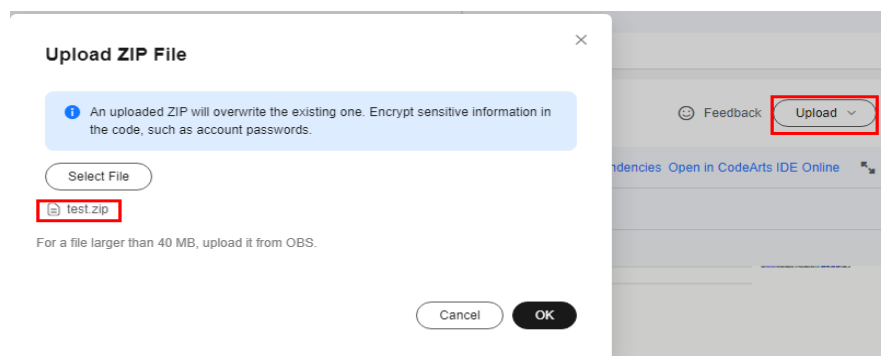 Upload ZIP File
An uploaded ZIP will overwrite the existing one. Encrypt sensitive information in
the code, such as account passwords.
Select File
test.zip
For a file larger than 40 MB, upload it from OBS.
Cancel
OK
Feedback
Upload
Open in CodeArts IDE Online